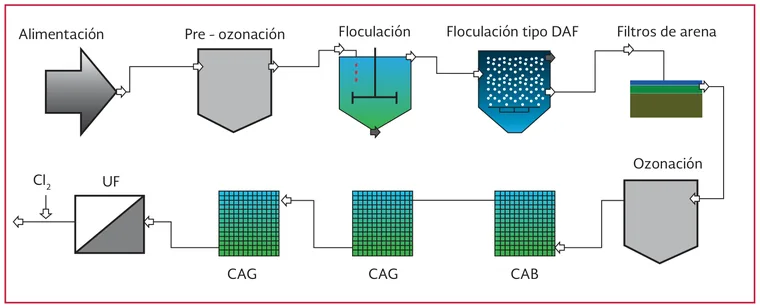 Alimentación
Pre - ozonación
Floculación
Floculación tipo DAF
Filtros de arena
Ozonación
Cl2
UF
CAG
CAG
CAB